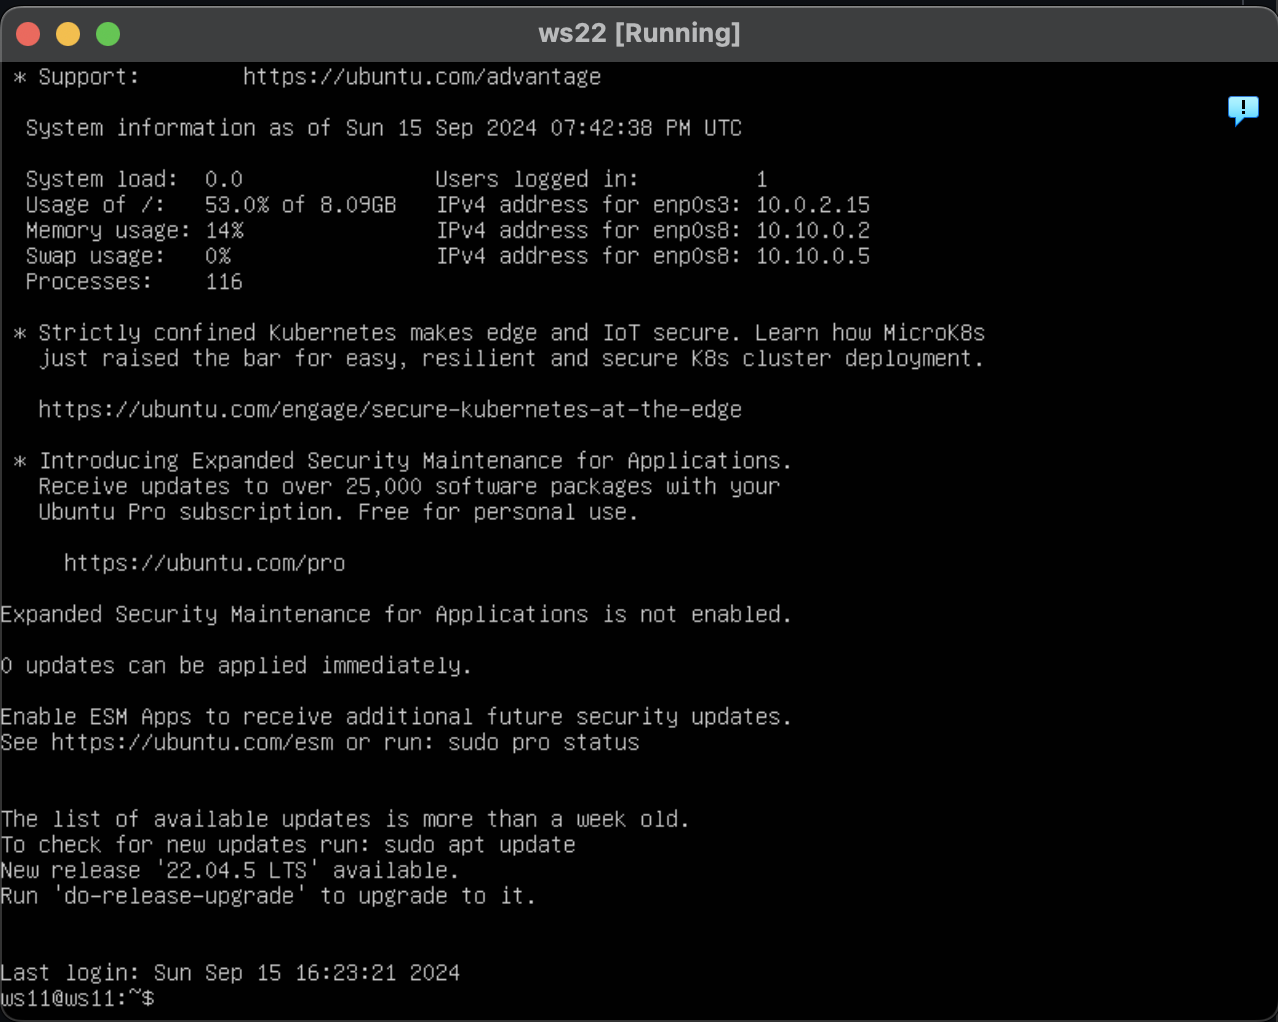 ws22 [Running]
* Support:        https://ubuntu.com/advantage
System information as of Sun 15 Sep 2024 07:42:38 PM UTC
System load:  0.0               Users logged in:         1
Usage of /:   53.0% of 8.09GB   IPv4 address for enp0s3: 10.0.2.15
Memory usage: 14%               IPv4 address for enp0s8: 10.10.0.2
Swap usage:   0%                IPv4 address for enp0s8: 10.10.0.5
Processes:    116
* Strictly confined Kubernetes makes edge and IoT secure. Learn how MicroK8s
just raised the bar for easy, resilient and secure K8s cluster deployment.
https://ubuntu.com/engage/secure-kubernetes-at-the-edge
* Introducing Expanded Security Maintenance for Applications.
Receive updates to over 25,000 software packages with your
Ubuntu Pro subscription. Free for personal use.
https://ubuntu.com/pro
Expanded Security Maintenance for Applications is not enabled.
0 updates can be applied immediately.
Enable ESM Apps to receive additional future security updates.
See https://ubuntu.com/esm or run: sudo pro status
The list of available updates is more than a week old.
To check for new updates run: sudo apt update
New release '22.04.5 LTS' available.
Run 'do-release-upgrade' to upgrade to it.
Last login: Sun Sep 15 16:23:21 2024
ws11@ws11:~$